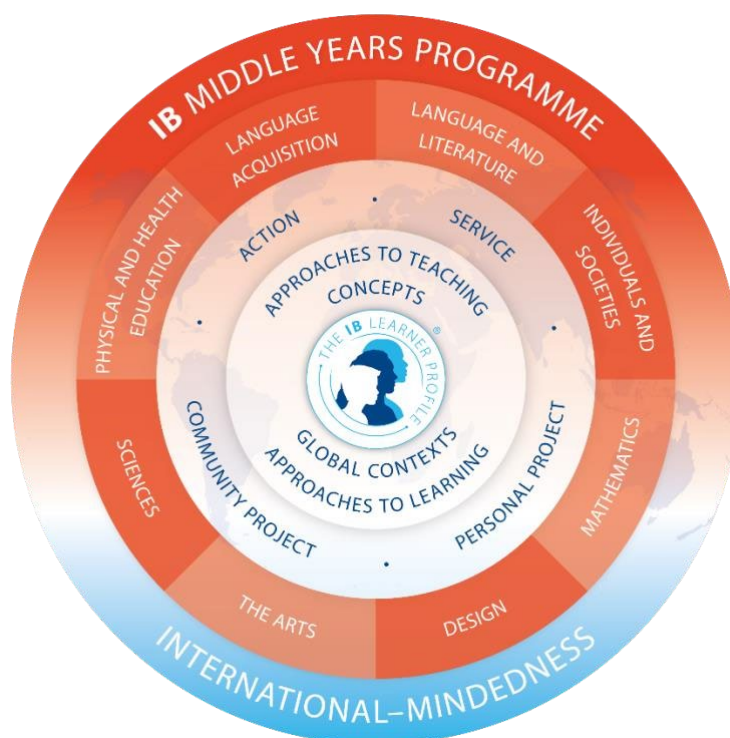 IB MIDDLE YEARS PROGRAMME
LANGUAGE
ACQUISITION
LANGUAGE AND
LITERATURE
PHYSICAL AND HEALTH
EDUCATION
INDIVIDUALS AND
SOCIETIES
ACTION
SERVICE
APPROACHES TO TEACHING
CONCEPTS
THE IB LEARNER PROFILE ®
GLOBAL CONTEXTS
APPROACHES TO LEARNING
SCIENCES
COMMUNITY PROJECT
PERSONAL PROJECT
MATHEMATICS
THE ARTS
DESIGN
INTERNATIONAL–MINDEDNESS